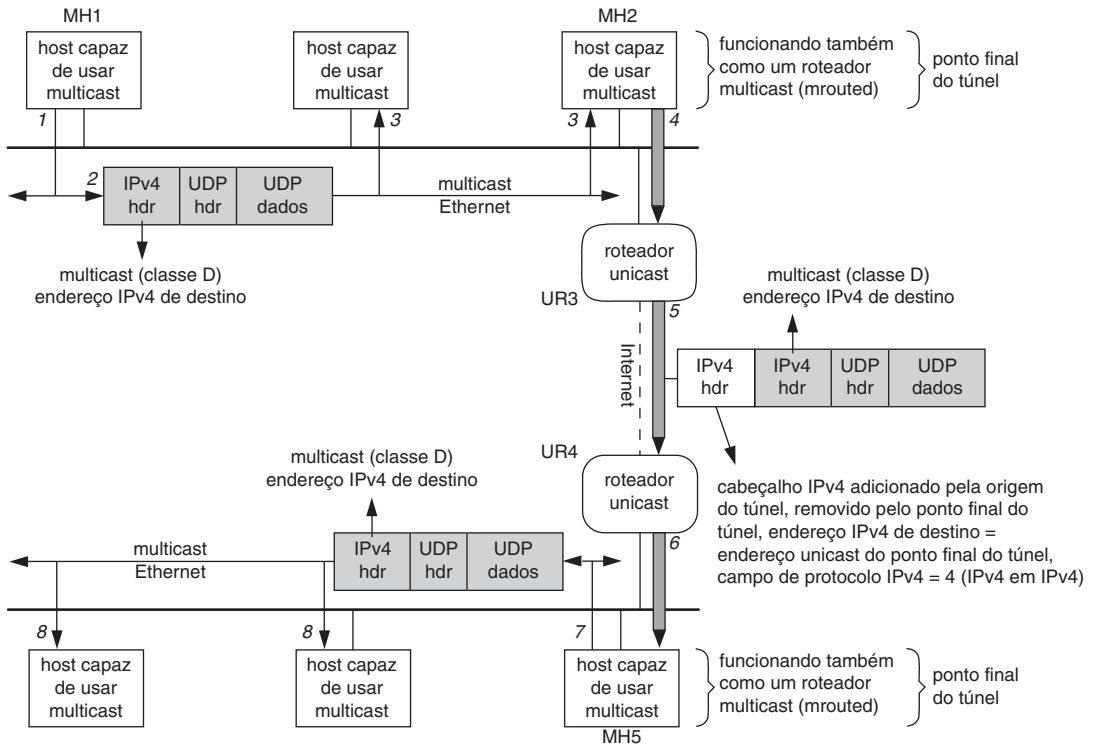 MH1
MH2
host capaz
de usar
multicast
host capaz
de usar
multicast
host capaz
de usar
multicast
funcionando também
como um roteador
multicast (mrouted)
ponto final
do túnel
1
3
3
4
2
IPv4
hdr
UDP
hdr
UDP
dados
multicast
Ethernet
multicast (classe D)
endereço IPv4 de destino
roteador
unicast
UR3
5
multicast (classe D)
endereço IPv4 de destino
Internet
IPv4
hdr
IPv4
hdr
UDP
hdr
UDP
dados
UR4
roteador
unicast
6
cabeçalho IPv4 adicionado pela origem
do túnel, removido pelo ponto final do
túnel, endereço IPv4 de destino =
endereço unicast do ponto final do túnel,
campo de protocolo IPv4 = 4 (IPv4 em IPv4)
multicast (classe D)
endereço IPv4 de destino
multicast
Ethernet
IPv4
hdr
UDP
hdr
UDP
dados
8
8
7
host capaz
de usar
multicast
host capaz
de usar
multicast
host capaz
de usar
multicast
MH5
funcionando também
como um roteador
multicast (mrouted)
ponto final
do túnel